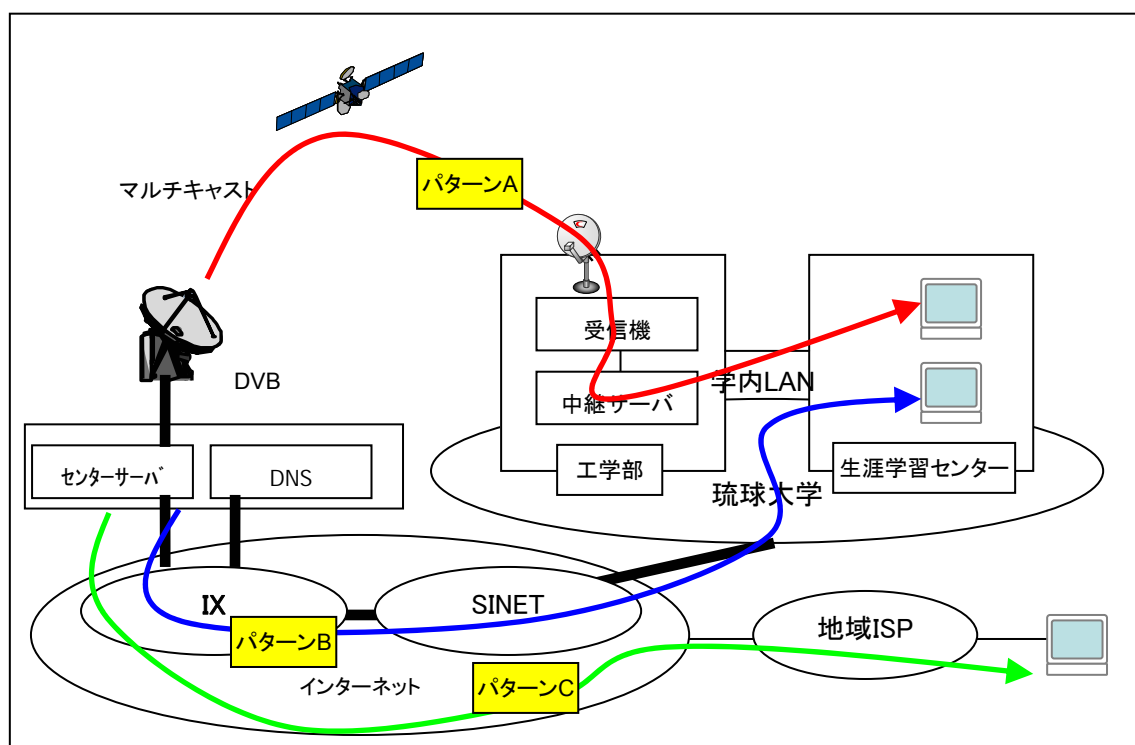 パターンA
マルチキャスト
受信機
学内LAN
中継サーバ
DVB
工学部
生涯学習センター
センターサーバ
DNS
琉球大学
IX
SINET
パターンB
地域ISP
インターネット
パターンC